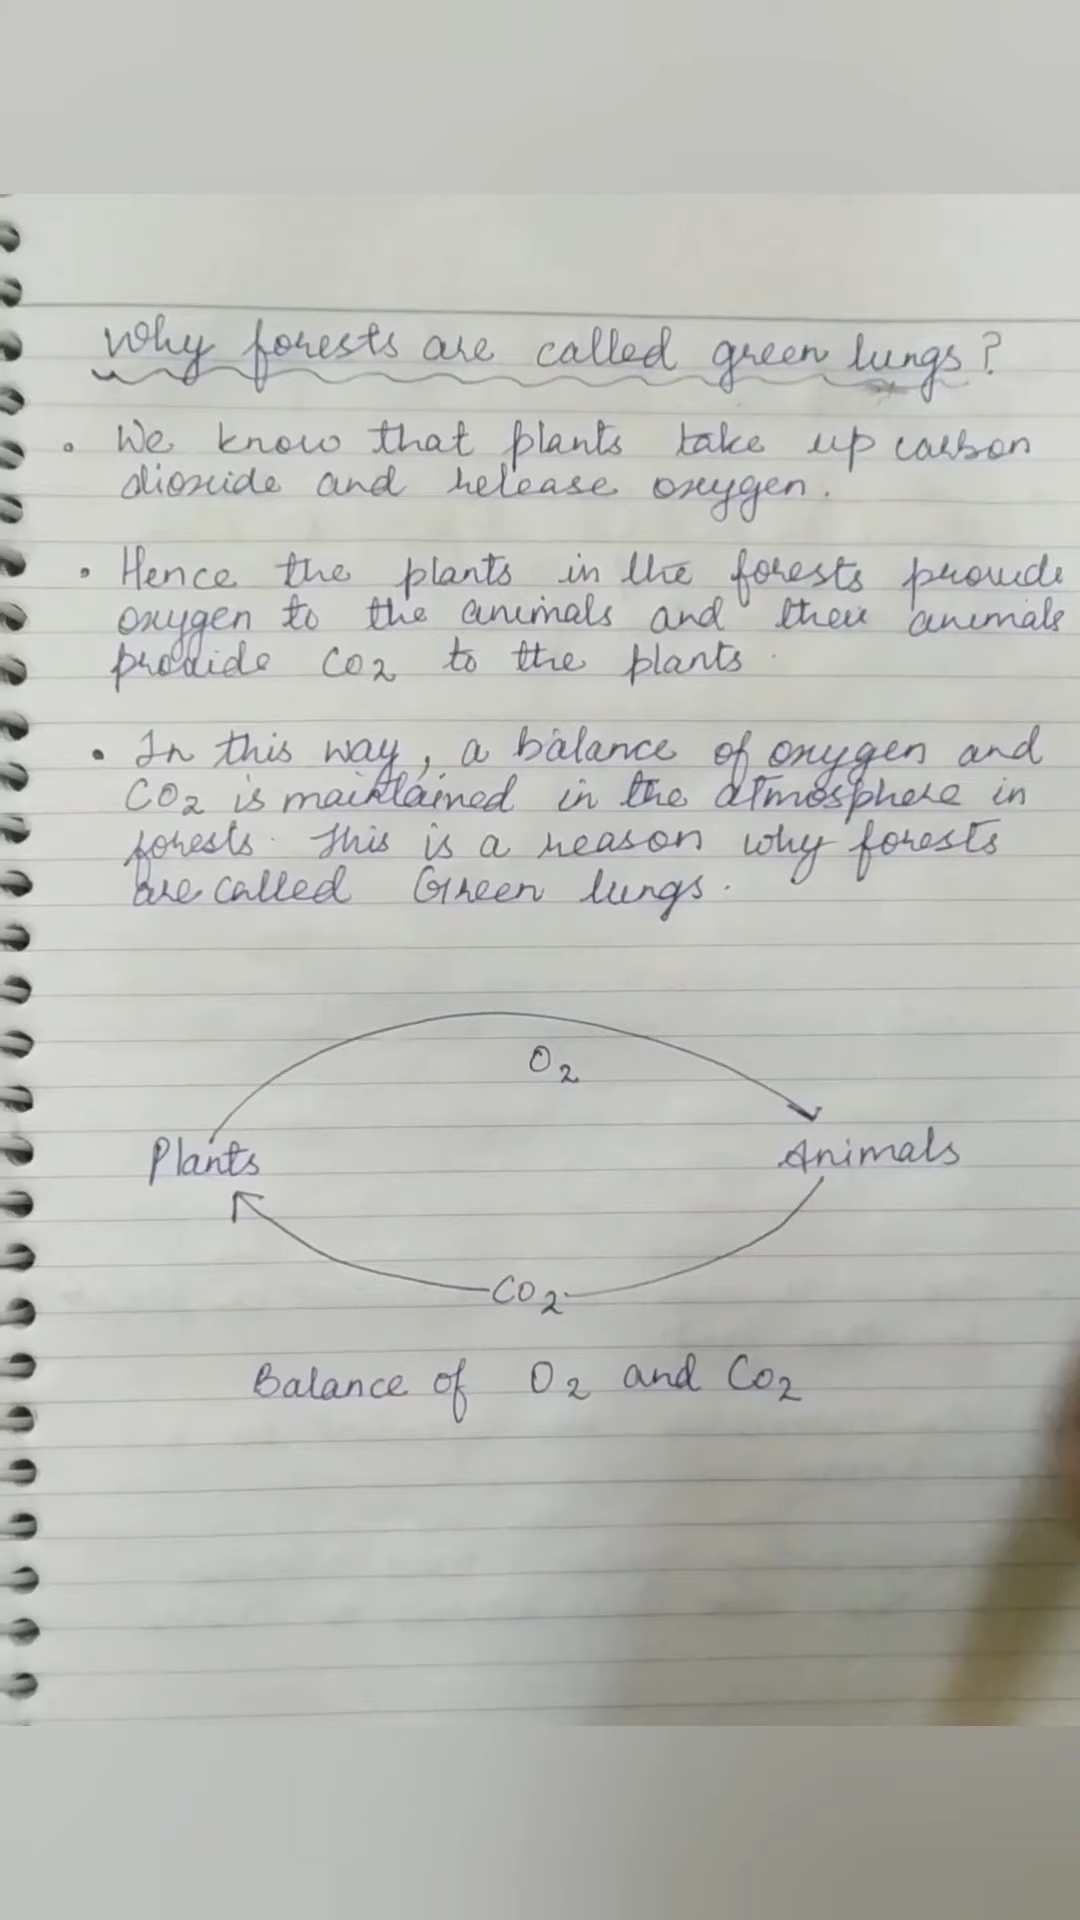 Why forests are called green lungs?
• We know that plants take up carbon
dioxide and release oxygen.
• Hence the plants in the forests provide
oxygen to the animals and their animals
provide CO2 to the plants.
• In this way, a balance of oxygen and
CO2 is maintained in the atmosphere in
forests. This is a reason why forests
are called Green lungs.
O2
Plants
Animals
CO2
Balance of O2 and CO2